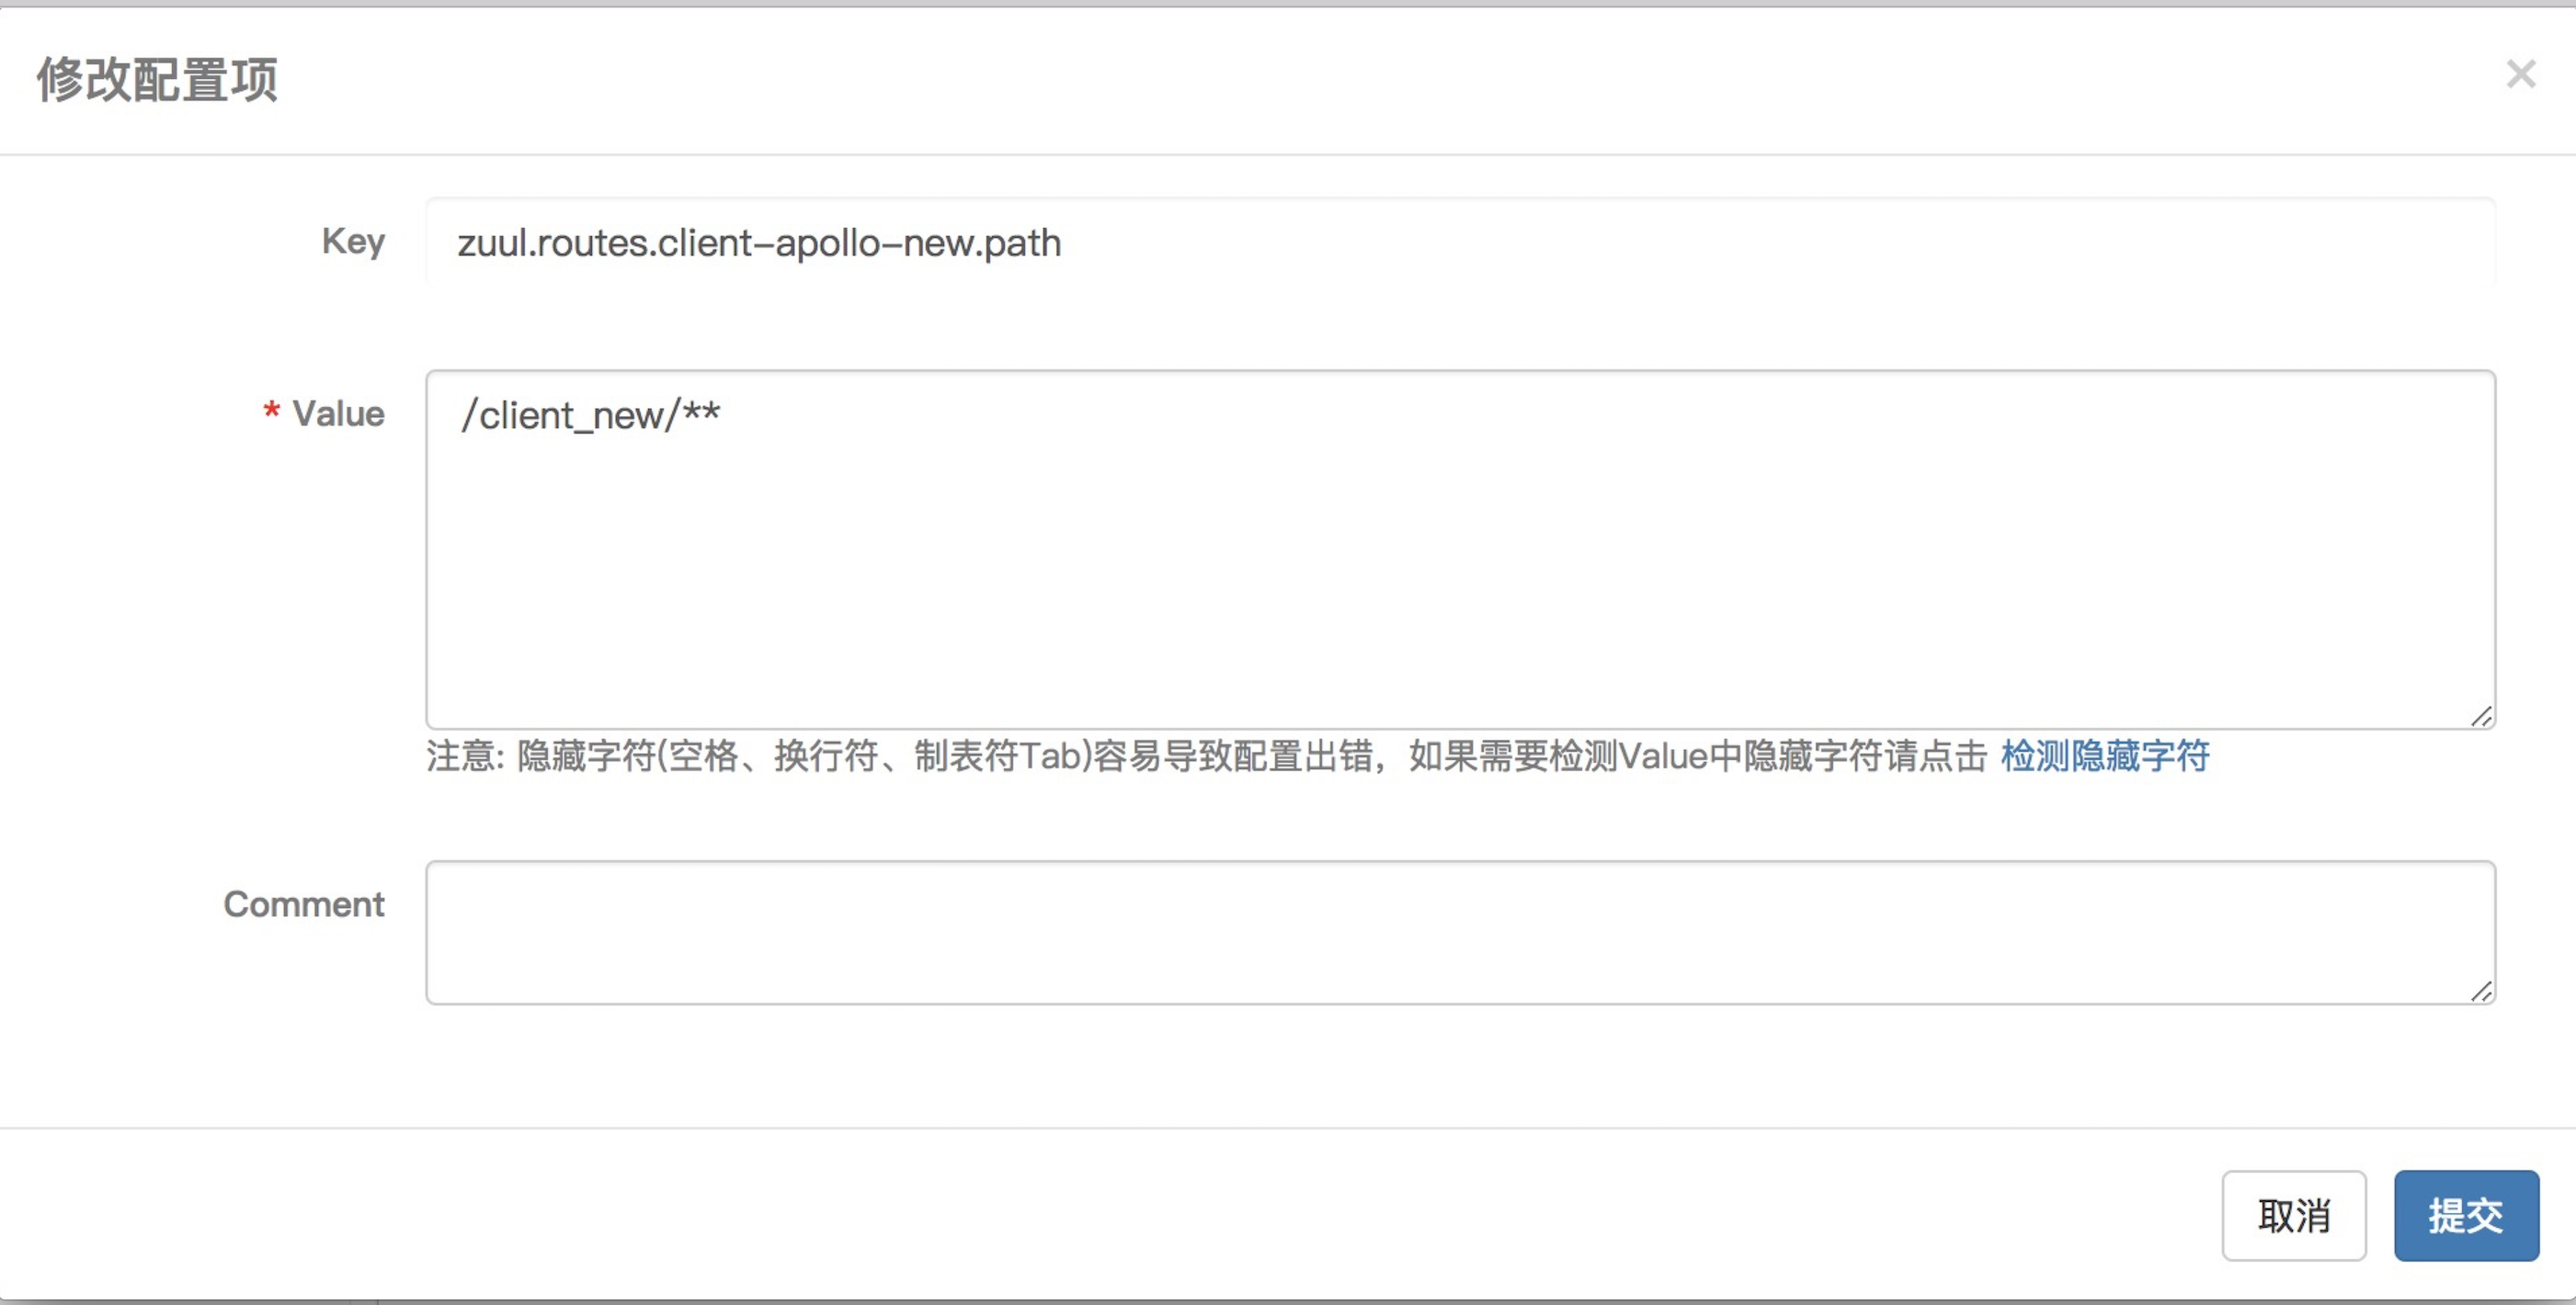 修改配置项
×
Key
zuul.routes.client-apollo-new.path
* Value
/client_new/**
注意: 隐藏字符(空格、换行符、制表符Tab)容易导致配置出错，如果需要检测Value中隐藏字符请点击 检测隐藏字符
Comment
取消
提交